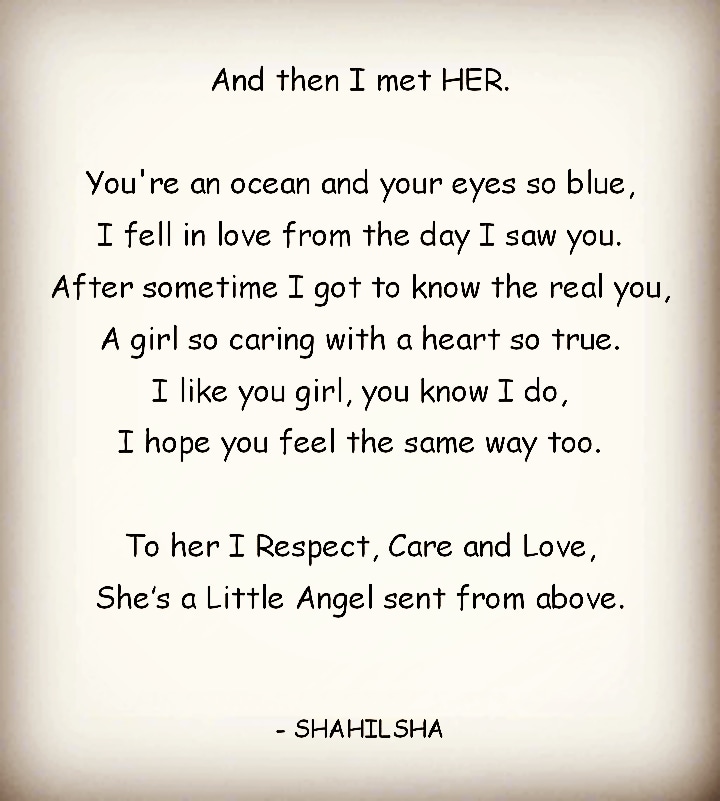 And then I met HER.
You're an ocean and your eyes so blue,
I fell in love from the day I saw you.
After sometime I got to know the real you,
A girl so caring with a heart so true.
I like you girl, you know I do,
I hope you feel the same way too.
To her I Respect, Care and Love,
She’s a Little Angel sent from above.
- SHAHILSHA